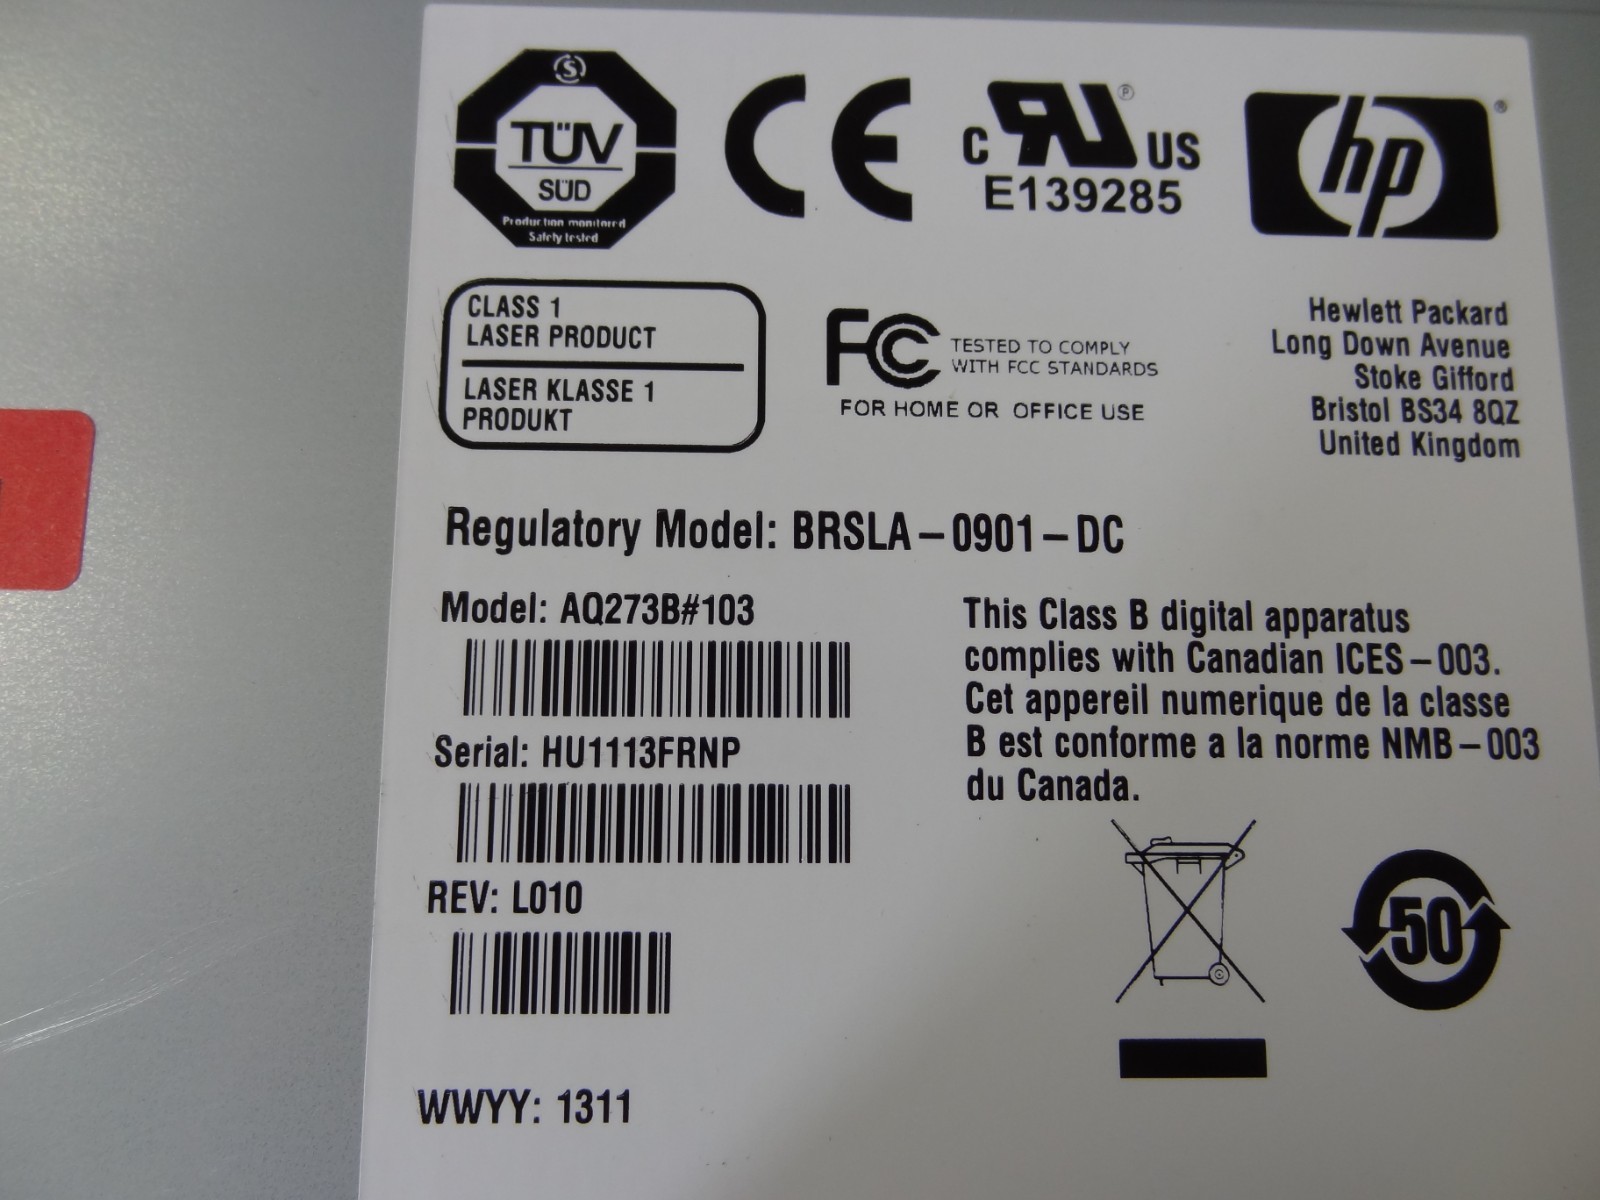 TÜV
SÜD
Production monitored
Safety tested
CE
C RU US
E139285
hp
CLASS 1
LASER PRODUCT
LASER KLASSE 1
PRODUKT
FC TESTED TO COMPLY
WITH FCC STANDARDS
FOR HOME OR OFFICE USE
Hewlett Packard
Long Down Avenue
Stoke Gifford
Bristol BS34 8QZ
United Kingdom
Regulatory Model: BRSLA-0901-DC
Model: AQ273B#103
Serial: HU1113FRNP
REV: L010
WWYY: 1311
This Class B digital apparatus
complies with Canadian ICES-003.
Cet appereil numerique de la classe
B est conforme a la norme NMB-003
du Canada.
50